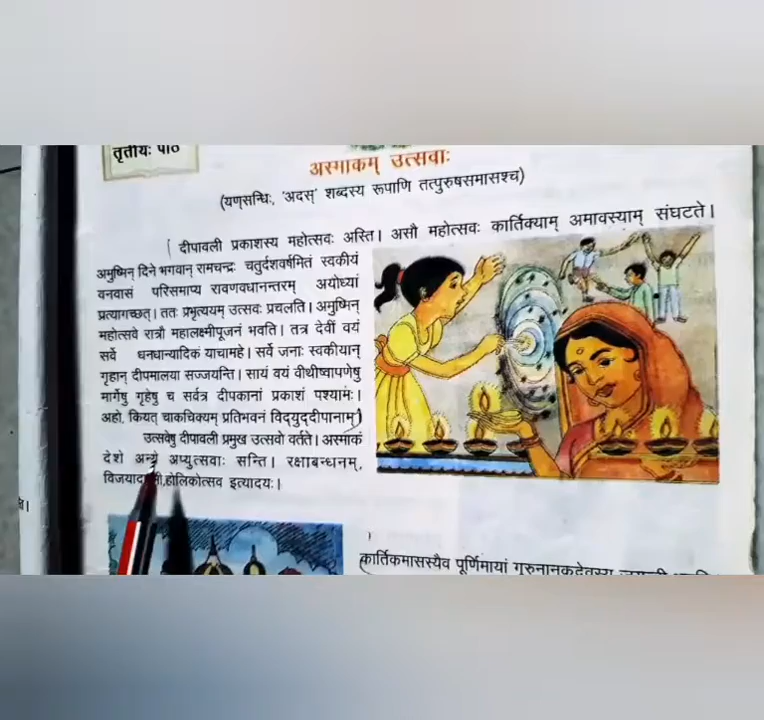 तृतीयः पाठ
अस्माकम् उत्सवाः
(यण्सन्धिः, 'अदस्' शब्दस्य रूपाणि तत्पुरुषसमासश्च)
दीपावली प्रकाशस्य महोत्सवः अस्ति। असौ महोत्सवः कार्तिक्याम् अमावस्याम् संघटते।
अमुष्मिन् दिने भगवान् रामचन्द्रः चतुर्दशवर्षमितं स्वकीयं
वनवासं परिसमाप्य रावणवधानन्तरम् अयोध्यां
प्रत्यागच्छत्। ततः प्रभृत्ययम् उत्सवः प्रचलति। अमुष्मिन्
महोत्सवे रात्रौ महालक्ष्मीपूजनं भवति। तत्र देवीं वयं
सर्वे धनधान्यादिकं याचामहे। सर्वे जनाः स्वकीयान्
गृहान् दीपमालया सज्जयन्ति। सायं वयं वीथीष्वापणेषु
मार्गेषु गृहेषु च सर्वत्र दीपकानां प्रकाशं पश्यामः।
अहो, कियत् चाकचिक्यम् प्रतिभवनं विद्युद्दीपानाम्)
उत्सवेषु दीपावली प्रमुख उत्सवो वर्तते। अस्माकं
देशे अन्ये अप्युत्सवाः सन्ति। रक्षाबन्धनम्,
होलिकोत्सव इत्यादयः।
कार्तिकमासस्यैव पूर्णिमायां गुरुनानकदेवस्य